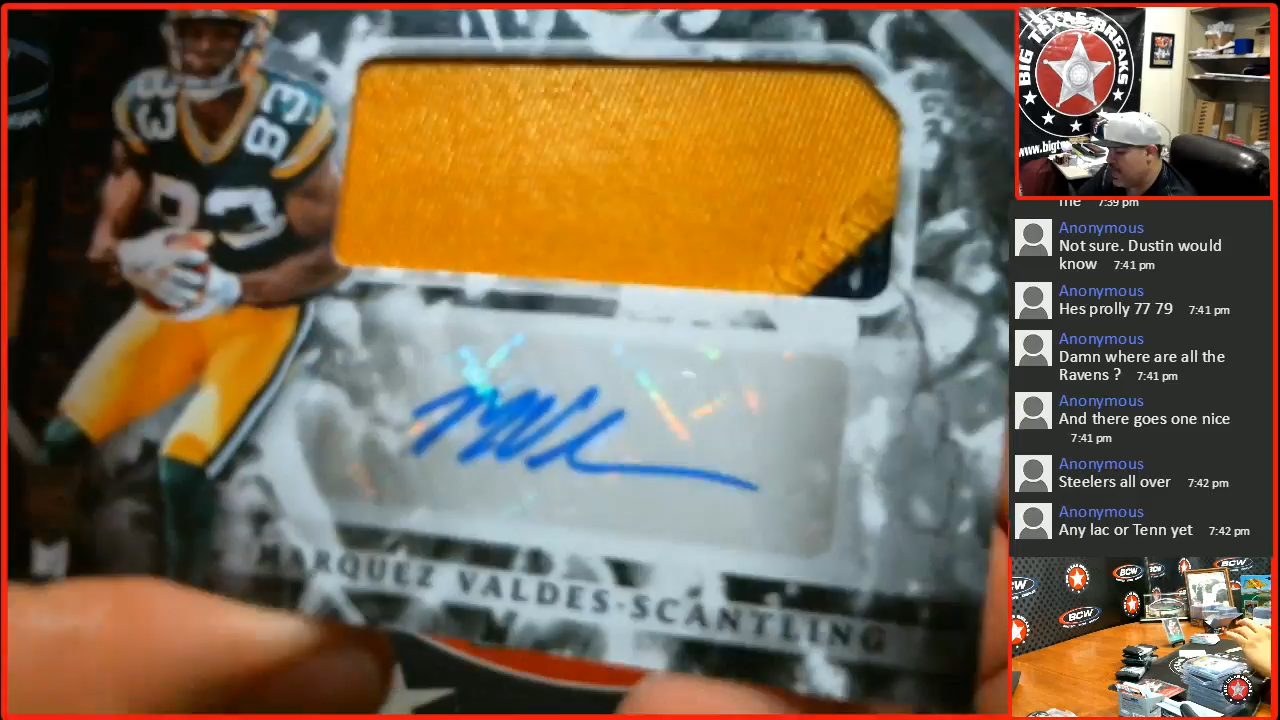 83
83
MARQUEZ VALDES-SCANTLING
BIG TEXAS BREAKS
me 7:39 pm
Anonymous
Not sure. Dustin would
know 7:41 pm
Anonymous
Hes prolly 77 79 7:41 pm
Anonymous
Damn where are all the
Ravens ? 7:41 pm
Anonymous
And there goes one nice
7:41 pm
Anonymous
Steelers all over 7:42 pm
Anonymous
Any lac or Tenn yet 7:42 pm
BCW
BCW
BCW